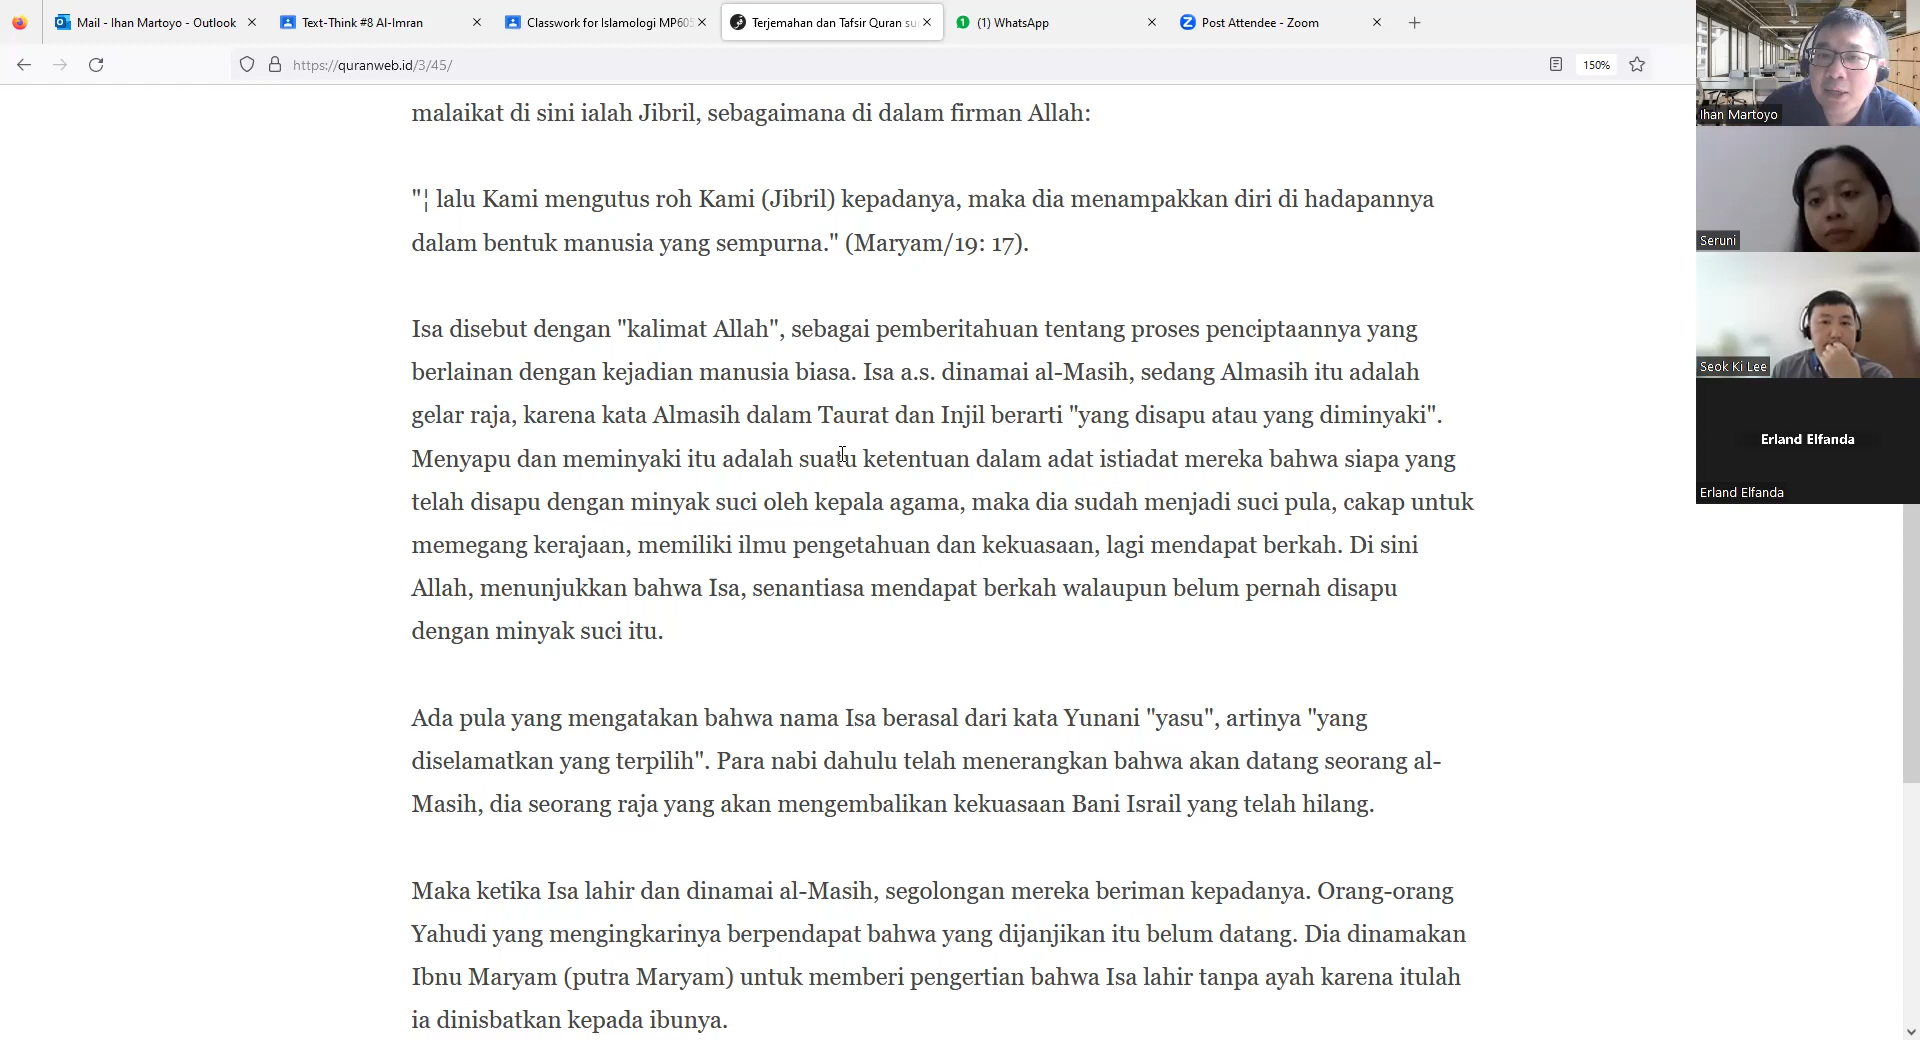 Mail - Ihan Martoyo - Outlook
Text-Think #8 Al-Imran
Classwork for Islamologi MP605
Terjemahan dan Tafsir Quran su
(1) WhatsApp
Post Attendee - Zoom
https://quranweb.id/3/45/
150%
malaikat di sini ialah Jibril, sebagaimana di dalam firman Allah:
"¦ lalu Kami mengutus roh Kami (Jibril) kepadanya, maka dia menampakkan diri di hadapannya
dalam bentuk manusia yang sempurna." (Maryam/19: 17).
Isa disebut dengan "kalimat Allah", sebagai pemberitahuan tentang proses penciptaannya yang
berlainan dengan kejadian manusia biasa. Isa a.s. dinamai al-Masih, sedang Almasih itu adalah
gelar raja, karena kata Almasih dalam Taurat dan Injil berarti "yang disapu atau yang diminyaki".
Menyapu dan meminyaki itu adalah suatu ketentuan dalam adat istiadat mereka bahwa siapa yang
telah disapu dengan minyak suci oleh kepala agama, maka dia sudah menjadi suci pula, cakap untuk
memegang kerajaan, memiliki ilmu pengetahuan dan kekuasaan, lagi mendapat berkah. Di sini
Allah, menunjukkan bahwa Isa, senantiasa mendapat berkah walaupun belum pernah disapu
dengan minyak suci itu.
Ada pula yang mengatakan bahwa nama Isa berasal dari kata Yunani "yasu", artinya "yang
diselamatkan yang terpilih". Para nabi dahulu telah menerangkan bahwa akan datang seorang al-
Masih, dia seorang raja yang akan mengembalikan kekuasaan Bani Israil yang telah hilang.
Maka ketika Isa lahir dan dinamai al-Masih, segolongan mereka beriman kepadanya. Orang-orang
Yahudi yang mengingkarinya berpendapat bahwa yang dijanjikan itu belum datang. Dia dinamakan
Ibnu Maryam (putra Maryam) untuk memberi pengertian bahwa Isa lahir tanpa ayah karena itulah
ia dinisbatkan kepada ibunya.
Ihan Martoyo
Seruni
Seok Ki Lee
Erland Elfanda
Erland Elfanda